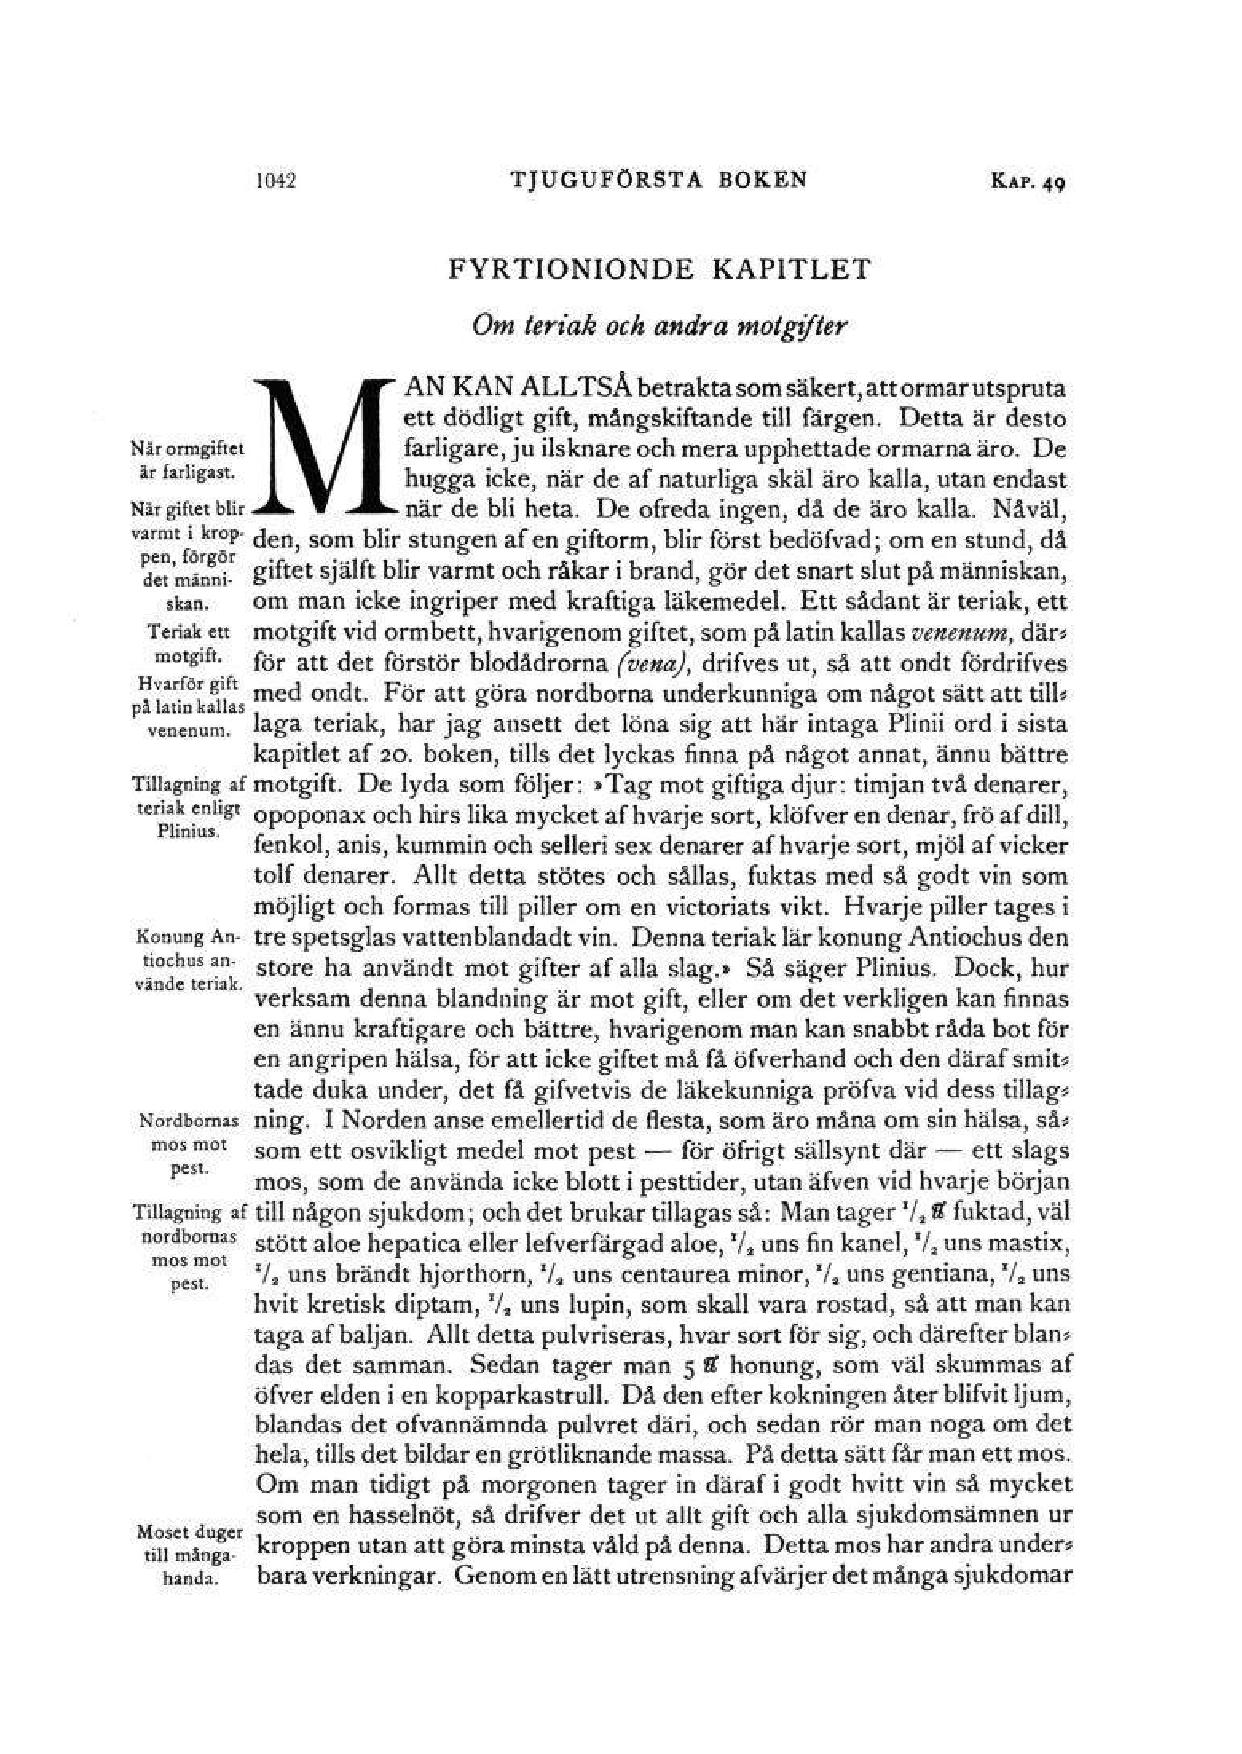 1042 TJUGUFÖRSTA BOKEN KAP. 49
FYRTIONIONDE KAPITLET
Om teriak och andra motgifter
MAN KAN ALLTSÅ betrakta som säkert, att ormar utspruta
ett dödligt gift, mångskiftande till färgen. Detta är desto
farligare, ju ilsknare och mera upphettade ormarna äro. De
hugga icke, när de af naturliga skäl äro kalla, utan endast
när de bli heta. De ofreda ingen, då de äro kalla. Nåväl,
den, som blir stungen af en giftorm, blir först bedöfvad; om en stund, då
giftet själft blir varmt och råkar i brand, gör det snart slut på människan,
om man icke ingriper med kraftiga läkemedel. Ett sådant är teriak, ett
motgift vid ormbett, hvarigenom giftet, som på latin kallas venenum, där-
för att det förstör blodådrorna (vena), drifves ut, så att ondt fördrifves
med ondt. För att göra nordborna underkunniga om något sätt att till-
laga teriak, har jag ansett det löna sig att här intaga Plinii ord i sista
kapitlet af 20. boken, tills det lyckas finna på något annat, ännu bättre
motgift. De lyda som följer: »Tag mot giftiga djur: timjan två denarer,
opoponax och hirs lika mycket af hvarje sort, klöfver en denar, frö af dill,
fenkol, anis, kummin och selleri sex denarer af hvarje sort, mjöl af vicker
tolf denarer. Allt detta stötes och sållas, fuktas med så godt vin som
möjligt och formas till piller om en victoriats vikt. Hvarje piller tages i
tre spetsglas vattenblandadt vin. Denna teriak lär konung Antiochus den
store ha användt mot gifter af alla slag.» Så säger Plinius. Dock, hur
verksam denna blandning är mot gift, eller om det verkligen kan finnas
en ännu kraftigare och bättre, hvarigenom man kan snabbt råda bot för
en angripen hälsa, för att icke giftet må få öfverhand och den däraf smit-
tade duka under, det få gifvetvis de läkekunniga pröfva vid dess tillag-
ning. I Norden anse emellertid de flesta, som äro måna om sin hälsa, så-
som ett osvikligt medel mot pest — för öfrigt sällsynt där — ett slags
mos, som de använda icke blott i pesttider, utan äfven vid hvarje början
till någon sjukdom; och det brukar tillagas så: Man tager 1/2 ℔ fuktad, väl
stött aloe hepatica eller lefverfärgad aloe, 1/2 uns fin kanel, 1/2 uns mastix,
1/2 uns brändt hjorthorn, 1/2 uns centaurea minor, 1/2 uns gentiana, 1/2 uns
hvit kretisk diptam, 1/2 uns lupin, som skall vara rostad, så att man kan
taga af baljan. Allt detta pulvriseras, hvar sort för sig, och därefter blan-
das det samman. Sedan tager man 5 ℔ honung, som väl skummas af
öfver elden i en kopparkastrull. Då den efter kokningen åter blifvit ljum,
blandas det ofvannämnda pulvret däri, och sedan rör man noga om det
hela, tills det bildar en grötliknande massa. På detta sätt får man ett mos.
Om man tidigt på morgonen tager in däraf i godt hvitt vin så mycket
som en hasselnöt, så drifver det ut allt gift och alla sjukdomsämnen ur
kroppen utan att göra minsta våld på denna. Detta mos har andra under-
bara verkningar. Genom en lätt utrensning afvärjer det många sjukdomar
När ormgiftet
är farligast.
När giftet blir
varmt i krop-
pen, förgör
det männi-
skan.
Teriak ett
motgift.
Hvarför gift
på latin kallas
venenum.
Tillagning af
teriak enligt
Plinius.
Konung An-
tiochus an-
vände teriak.
Nordbornas
mos mot
pest.
Tillagning af
nordbornas
mos mot
pest.
Moset duger
till många-
handa.